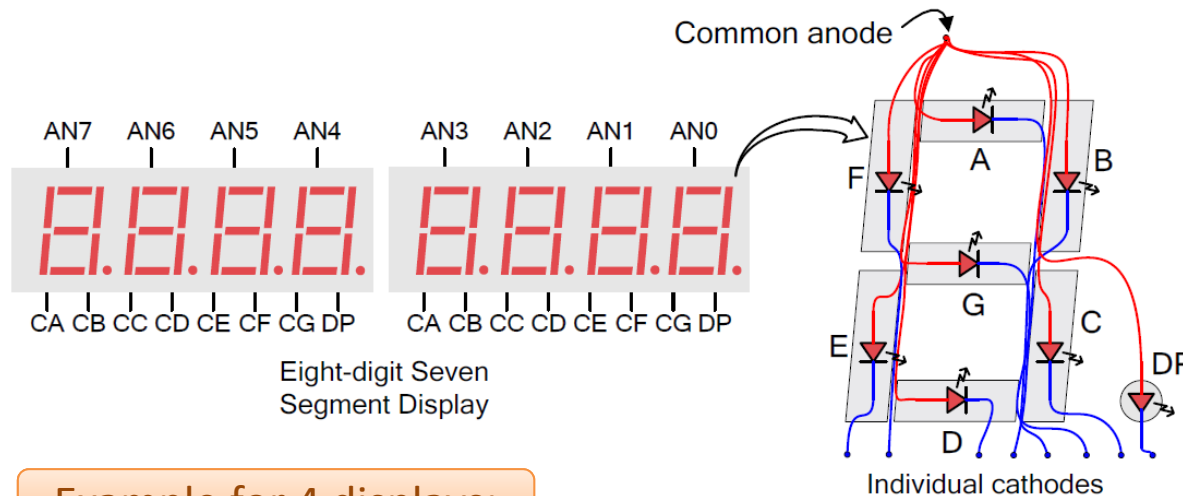 Common anode
AN7 AN6 AN5 AN4 AN3 AN2 AN1 AN0
A
F
B
G
E
C
DP
D
CA CB CC CD CE CF CG DP CA CB CC CD CE CF CG DP
Eight-digit Seven
Segment Display
Individual cathodes